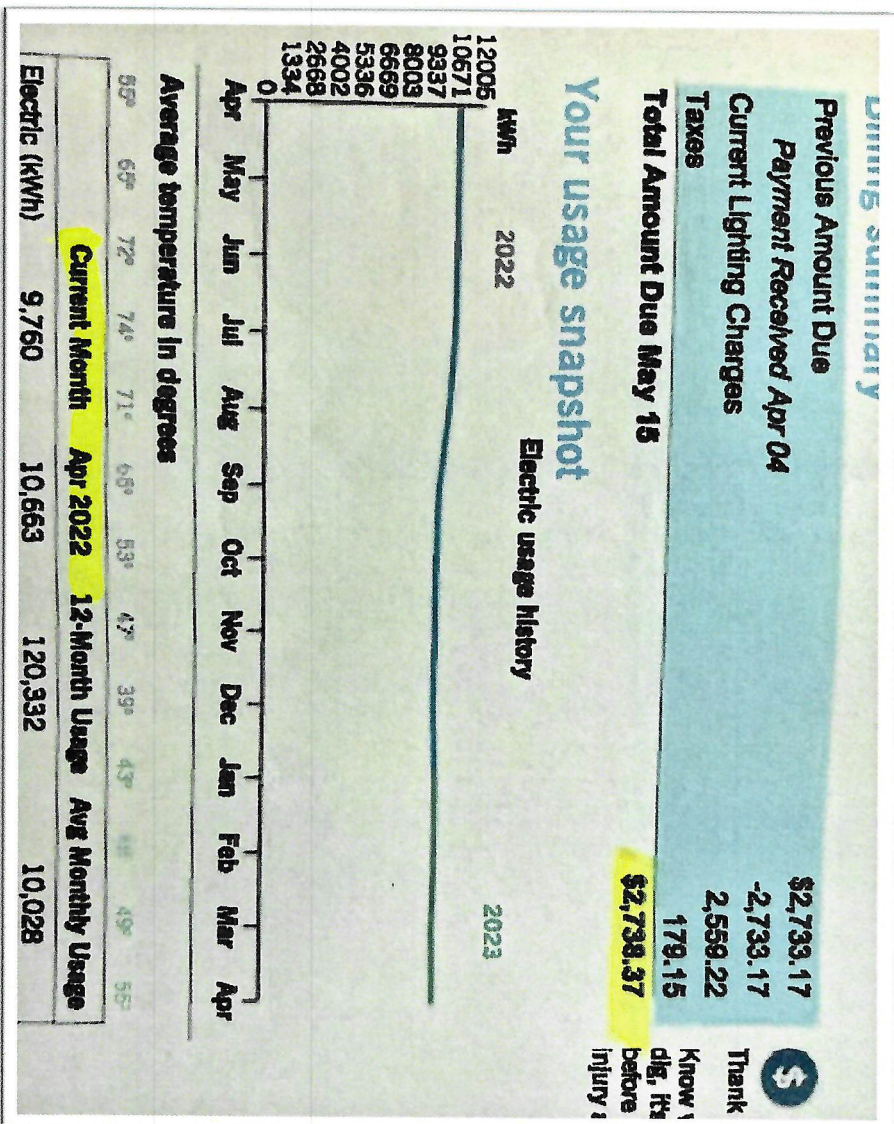 Previous Amount Due $2,733.17
Payment Received Apr 04 -2,733.17
Current Lighting Charges 2,559.22
Taxes 179.15
Total Amount Due May 15 $2,738.37
$
Thank
Know
dig, it's
before
injury
Your usage snapshot
Electric usage history
kWh 2022 2023
12005
10671
9337
8003
6669
5336
4002
2668
1334
0
Apr May Jun Jul Aug Sep Oct Nov Dec Jan Feb Mar Apr
Average temperature in degrees
72° 74° 71° 53° 47° 39° 43° 49° 55°
Current Month Apr 2022 12-Month Usage Avg Monthly Usage
Electric (kWh) 9,760 10,663 120,332 10,028